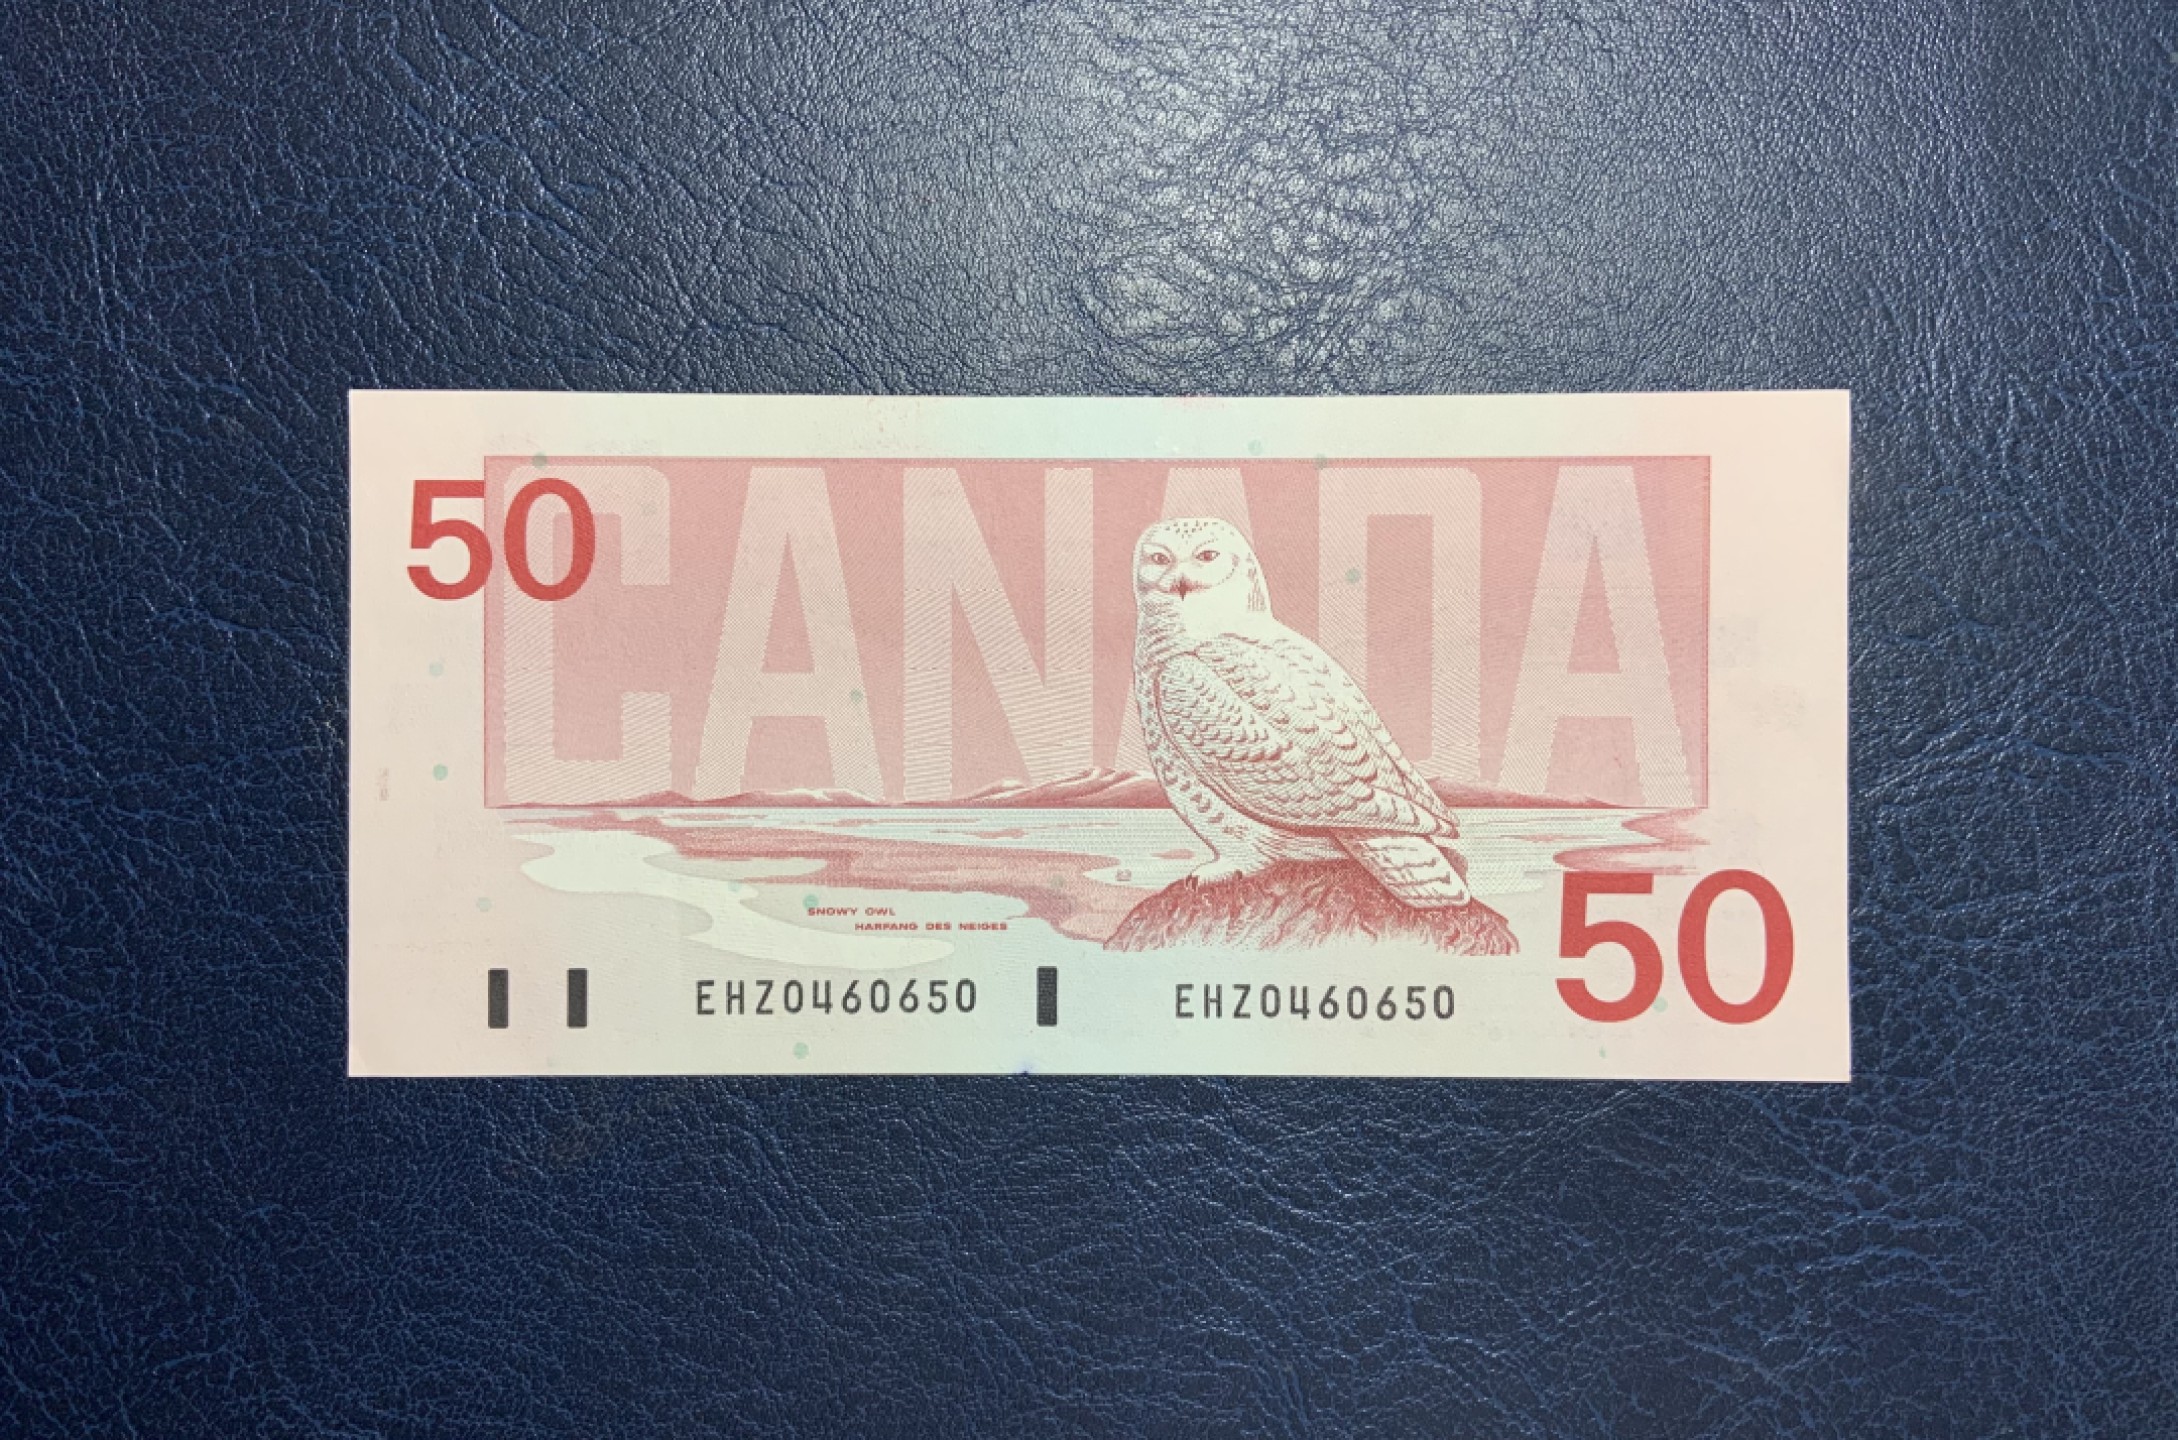 50
CANADA
SNOWY OWL
HARFANG DES NEIGES
EHZ0460650
EHZ0460650
50